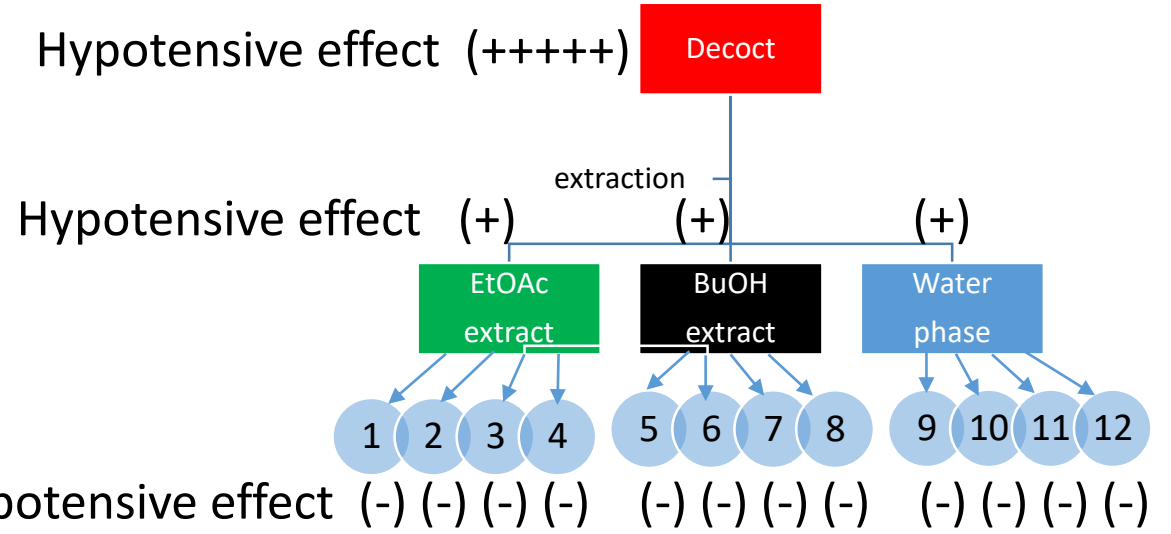 Hypotensive effect (+++++)
Decoct
extraction
Hypotensive effect (+) (+) (+)
EtOAc
extract
BuOH
extract
Water
phase
1 2 3 4 5 6 7 8 9 10 11 12
potensive effect (-) (-) (-) (-) (-) (-) (-) (-) (-) (-) (-) (-)